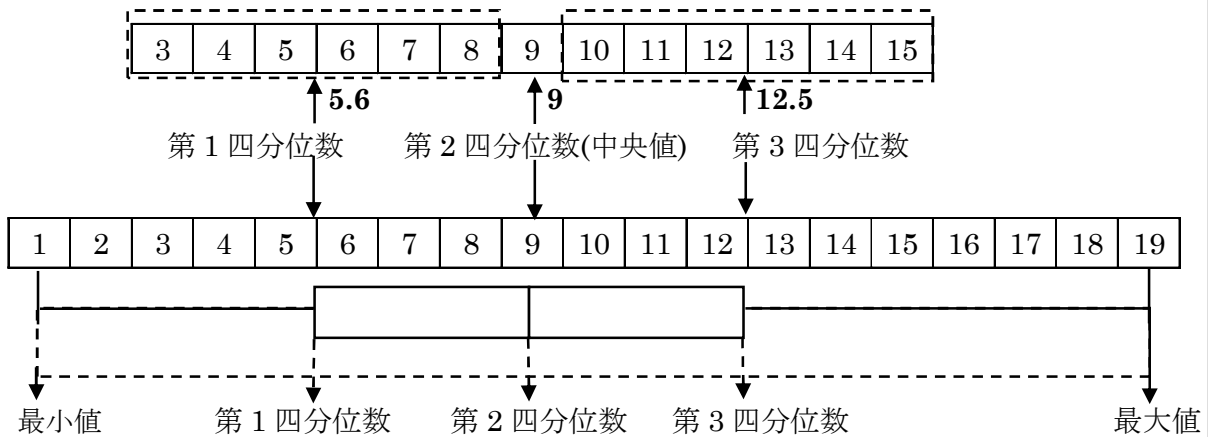 3 4 5 6 7 8 9 10 11 12 13 14 15
5.6 9 12.5
第1四分位数 第2四分位数(中央値) 第3四分位数
1 2 3 4 5 6 7 8 9 10 11 12 13 14 15 16 17 18 19
最小値 第1四分位数 第2四分位数 第3四分位数 最大値